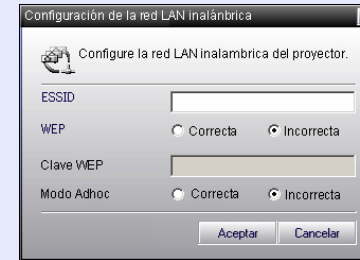 Configuración de la red LAN inalánbrica
Configure la red LAN inalambrica del proyector.
ESSID
WEP Correcta Incorrecta
Clave WEP
Modo Adhoc Correcta Incorrecta
Aceptar Cancelar